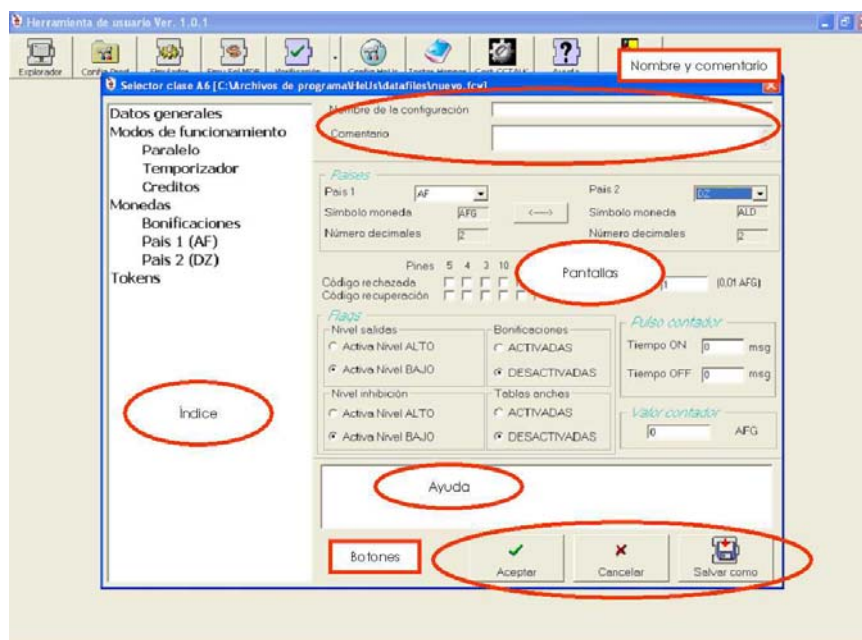 Herramienta de usuario Ver. 1.0.1
Explorador
Nombre y comentario
Selector clase A6 [C:\Archivos de programa\HeUs\datafiles\nuevo.fcw]
Datos generales
Modos de funcionamiento
Paralelo
Temporizador
Creditos
Monedas
Bonificaciones
Pais 1 (AF)
Pais 2 (DZ)
Tokens
Índice
Nombre de la configuración
Comentario
Paises
Pais 1 AF Pais 2 DZ
Símbolo moneda AFG <---> Símbolo moneda ALD
Número decimales 2 Número decimales 2
Pines 5 4 3 10
Código rechazada
Código recuperación
Pantallas
1 (0.01 AFG)
Flags
Nivel salidas
Activa Nivel ALTO
Activa Nivel BAJO
Bonificaciones
ACTIVADAS
DESACTIVADAS
Pulso contador
Tiempo ON 0 msg
Tiempo OFF 0 msg
Nivel inhibición
Activa Nivel ALTO
Activa Nivel BAJO
Tablas anchas
ACTIVADAS
DESACTIVADAS
Valor contador
0 AFG
Ayuda
Botones
Aceptar
Cancelar
Salvar como